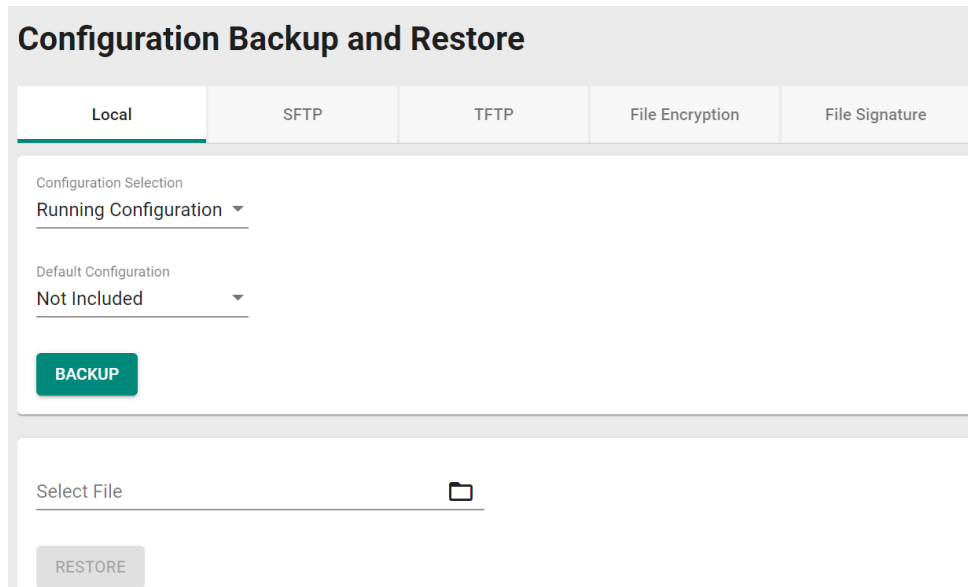 Configuration Backup and Restore
Local SFTP TFTP File Encryption File Signature
Configuration Selection
Running Configuration
Default Configuration
Not Included
BACKUP
Select File
RESTORE